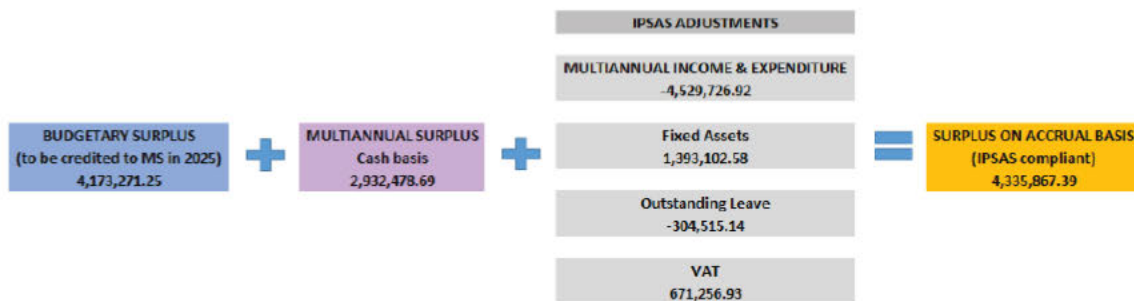 BUDGETARY SURPLUS
(to be credited to MS in 2025)
4,173,271.25
MULTIANNUAL SURPLUS
Cash basis
2,932,478.69
IPSAS ADJUSTMENTS
MULTIANNUAL INCOME & EXPENDITURE
-4,529,726.92
Fixed Assets
1,393,102.58
Outstanding Leave
-304,515.14
VAT
671,256.93
SURPLUS ON ACCRUAL BASIS
(IPSAS compliant)
4,335,867.39